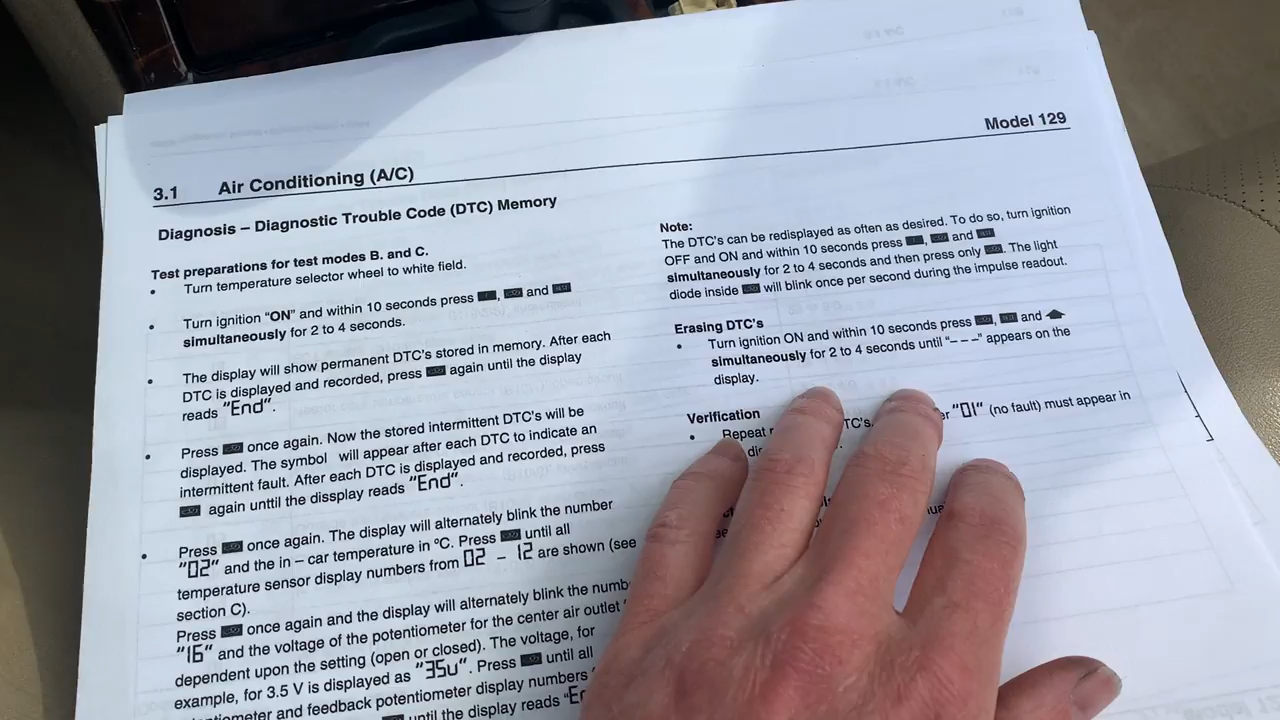 Model 129
3.1 Air Conditioning (A/C)
Diagnosis – Diagnostic Trouble Code (DTC) Memory
Test preparations for test modes B. and C.
• Turn temperature selector wheel to white field.
• Turn ignition "ON" and within 10 seconds press , and
simultaneously for 2 to 4 seconds.
• The display will show permanent DTC's stored in memory. After each
DTC is displayed and recorded, press again until the display
reads "End".
• Press once again. Now the stored intermittent DTC's will be
displayed. The symbol will appear after each DTC to indicate an
intermittent fault. After each DTC is displayed and recorded, press
again untill the dissplay reads "End".
• Press once again. The display will alternately blink the number
"02" and the in – car temperature in °C. Press until all
temperature sensor display numbers from 02 – 12 are shown (see
section C).
Press once again and the display will alternately blink the
"16" and the voltage of the potentiometer for the center air outlet
dependent upon the setting (open or closed). The voltage, for
example, for 3.5 V is displayed as "35u". Press until all
and feedback potentiometer display numbers
until the display reads
Note:
The DTC's can be redisplayed as often as desired. To do so, turn ignition
OFF and ON and within 10 seconds press , and
simultaneously for 2 to 4 seconds and then press only . The light
diode inside will blink once per second during the impulse readout.
Erasing DTC's
• Turn ignition ON and within 10 seconds press , and
simultaneously for 2 to 4 seconds until "– – –" appears on the
display.
Verification
• Repeat "01" (no fault) must appear in